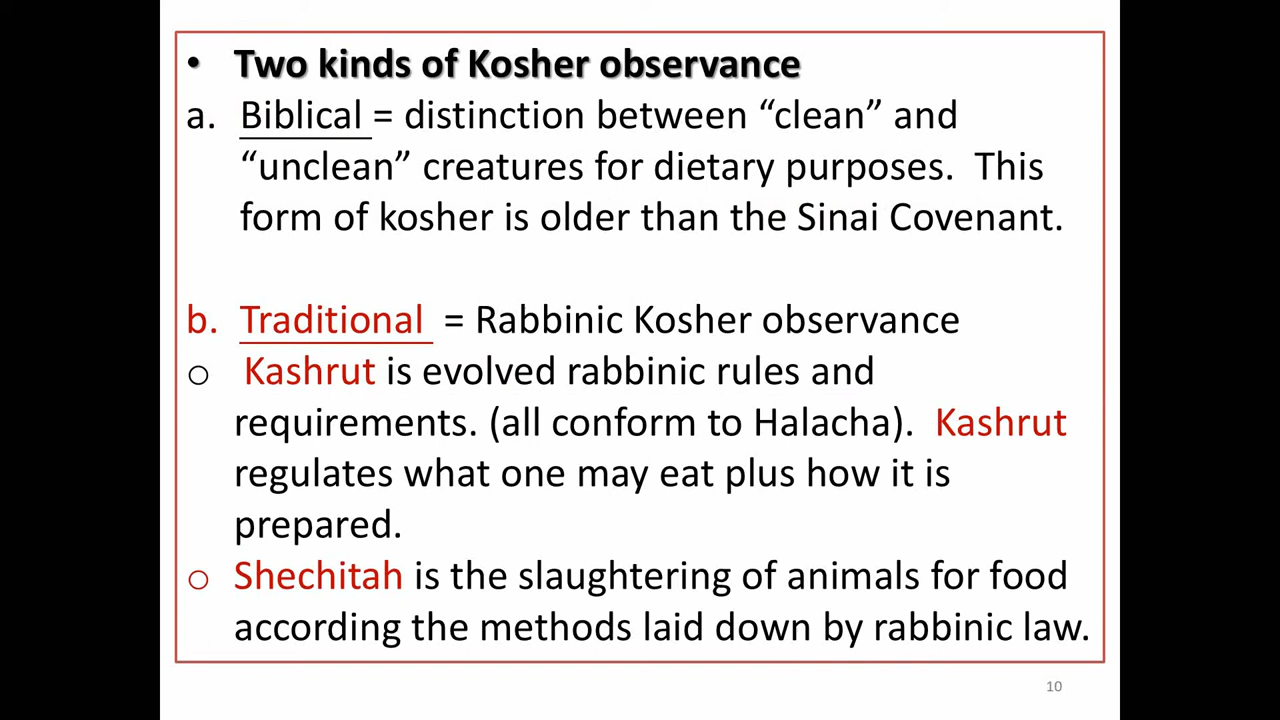 • Two kinds of Kosher observance
a. Biblical = distinction between “clean” and
“unclean” creatures for dietary purposes.  This
form of kosher is older than the Sinai Covenant.
b. Traditional = Rabbinic Kosher observance
o Kashrut is evolved rabbinic rules and
requirements. (all conform to Halacha).  Kashrut
regulates what one may eat plus how it is
prepared.
o Shechitah is the slaughtering of animals for food
according the methods laid down by rabbinic law.
10